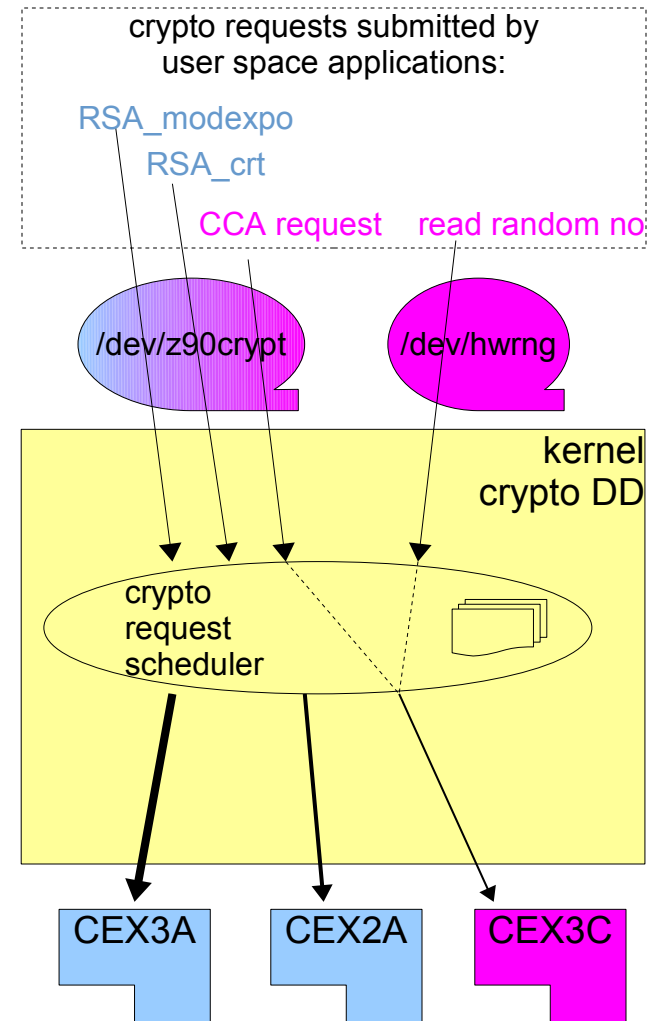 crypto requests submitted by
user space applications:
RSA_modexpo
RSA_crt
CCA request
read random no
/dev/z90crypt
/dev/hwrng
kernel
crypto DD
crypto
request
scheduler
CEX3A
CEX2A
CEX3C